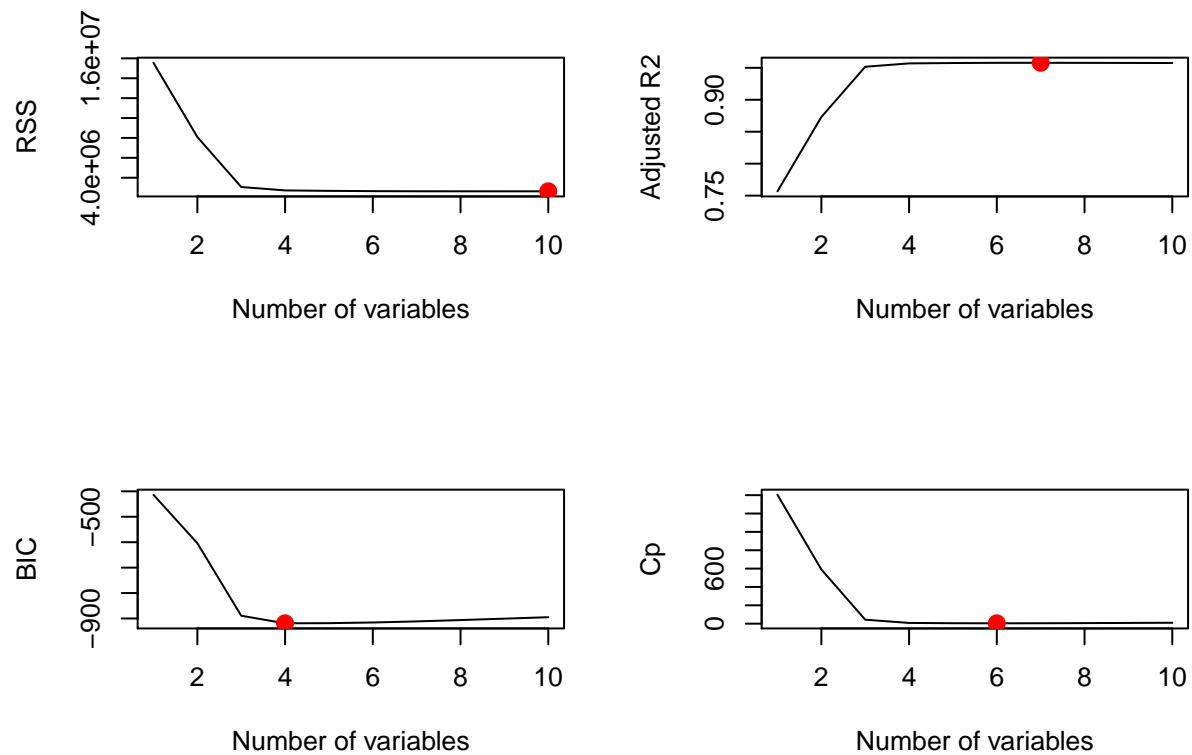 RSS
4.0e+06 1.6e+07
2 4 6 8 10
Number of variables
Adjusted R2
0.75 0.90
2 4 6 8 10
Number of variables
BIC
−900 −500
2 4 6 8 10
Number of variables
Cp
0 600
2 4 6 8 10
Number of variables